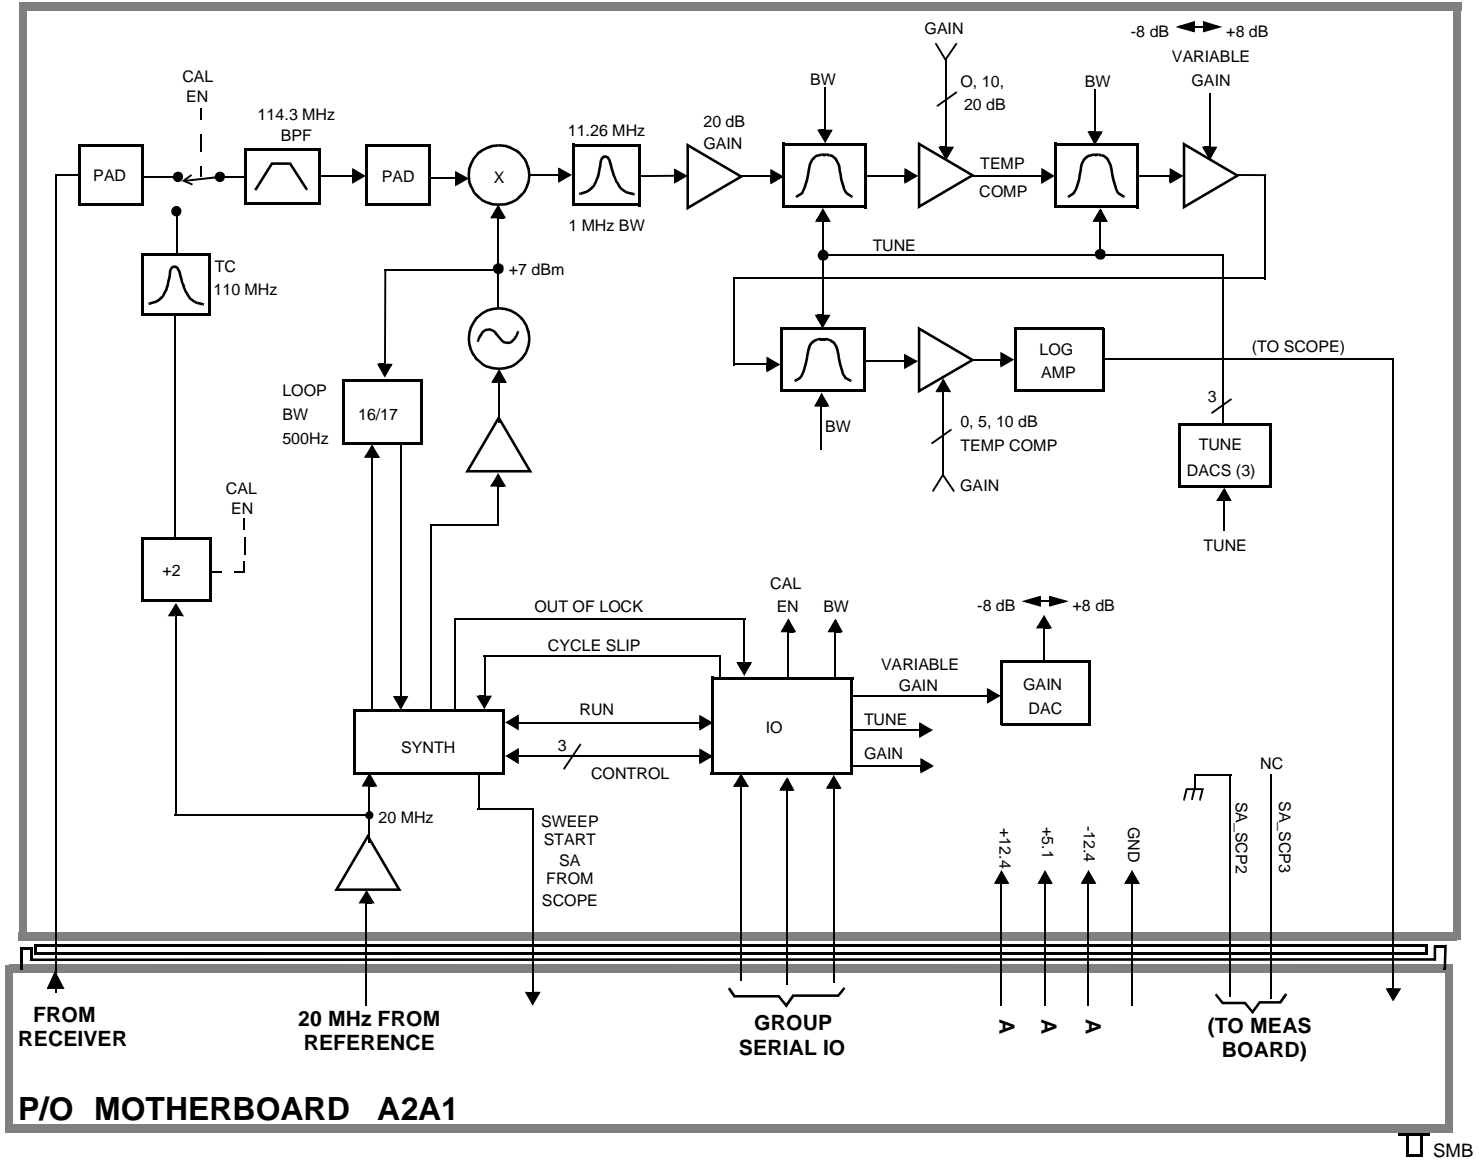 GAIN
-8 dB
+8 dB
VARIABLE
GAIN
CAL
EN
BW
O, 10,
20 dB
BW
114.3 MHz
BPF
11.26 MHz
20 dB
GAIN
PAD
PAD
X
TEMP
COMP
1 MHz BW
TUNE
TC
110 MHz
+7 dBm
LOG
AMP
(TO SCOPE)
LOOP
BW
500Hz
16/17
3
BW
0, 5, 10 dB
TEMP COMP
GAIN
TUNE
DACS (3)
CAL
EN
TUNE
+2
CAL
EN
BW
-8 dB
+8 dB
OUT OF LOCK
CYCLE SLIP
VARIABLE
GAIN
GAIN
DAC
RUN
TUNE
IO
SYNTH
3
GAIN
CONTROL
NC
20 MHz
SWEEP
START
SA
FROM
SCOPE
+12.4
+5.1
-12.4
GND
SA_SCP2
SA_SCP3
FROM
RECEIVER
20 MHz FROM
REFERENCE
GROUP
SERIAL IO
A
A
A
(TO MEAS
BOARD)
P/O MOTHERBOARD A2A1
SMB